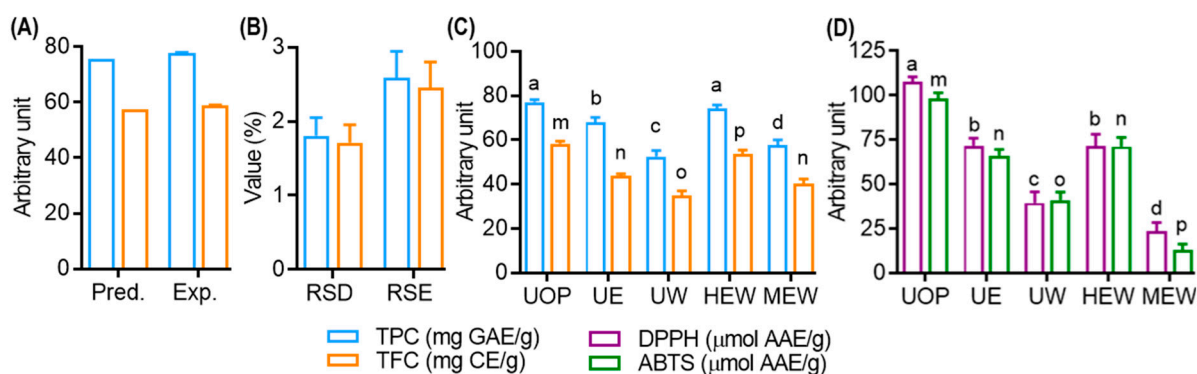 (A)
Arbitrary unit
80
60
40
20
0
Pred. Exp.
(B)
Value (%)
3
2
1
0
RSD RSE
(C)
Arbitrary unit
100
80
60
40
20
0
a m b n c o a p d n
UOP UE UW HEW MEW
(D)
Arbitrary unit
125
100
75
50
25
0
a m b n c o b n d p
UOP UE UW HEW MEW
TPC (mg GAE/g)
TFC (mg CE/g)
DPPH (μmol AAE/g)
ABTS (μmol AAE/g)